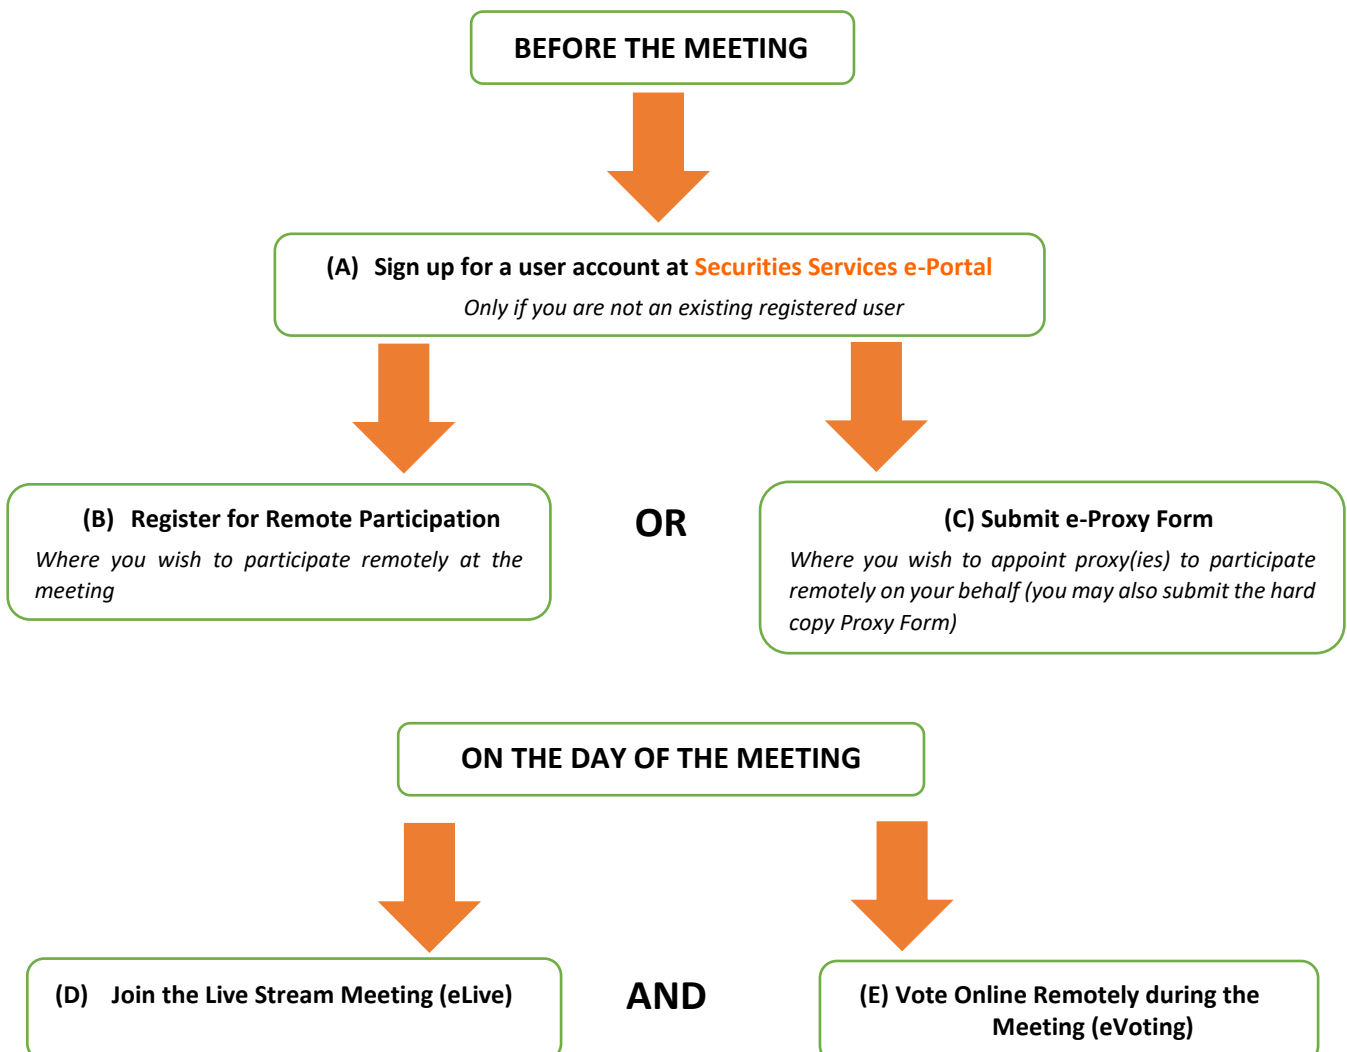 BEFORE THE MEETING
(A) Sign up for a user account at Securities Services e-Portal
Only if you are not an existing registered user
(B) Register for Remote Participation
Where you wish to participate remotely at the
meeting
OR
(C) Submit e-Proxy Form
Where you wish to appoint proxy(ies) to participate
remotely on your behalf (you may also submit the hard
copy Proxy Form)
ON THE DAY OF THE MEETING
(D) Join the Live Stream Meeting (eLive)
AND
(E) Vote Online Remotely during the
Meeting (eVoting)